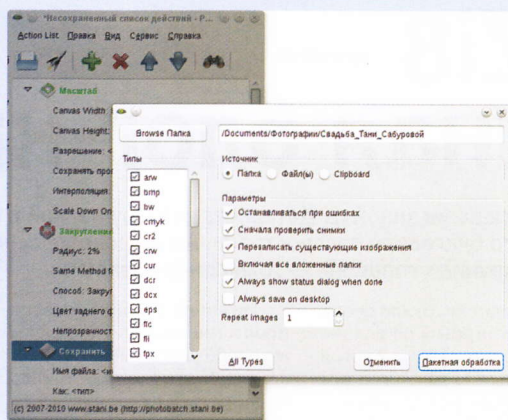 *Несохраненный список действий - P...
Action List Правка Вид Сервис Справка
Масштаб
Canvas Width:
Canvas Height:
Разрешение: <
Сохранять про
Интерполяция:
Scale Down On
Закругления
Радиус: 2%
Same Method f
Способ: Закруг
Цвет заднего ф
Непрозрачност
Сохранить
Имя файла: <и
Как: <тип>
(c) 2007-2010 www.stani.be (http://photobatch.stani.be)
Browse Папка
/Documents/Фотографии/Свадьба_Тани_Сабуровой
Типы
arw
bmp
bw
cmyk
cr2
crw
cur
dcr
dcx
eps
flc
fli
fpx
Источник
Папка Файл(ы) Clipboard
Параметры
Останавливаться при ошибках
Сначала проверить снимки
Перезаписать существующие изображения
Включая все вложенные папки
Always show status dialog when done
Always save on desktop
Repeat images 1
All Types
Отменить
Пакетная обработка